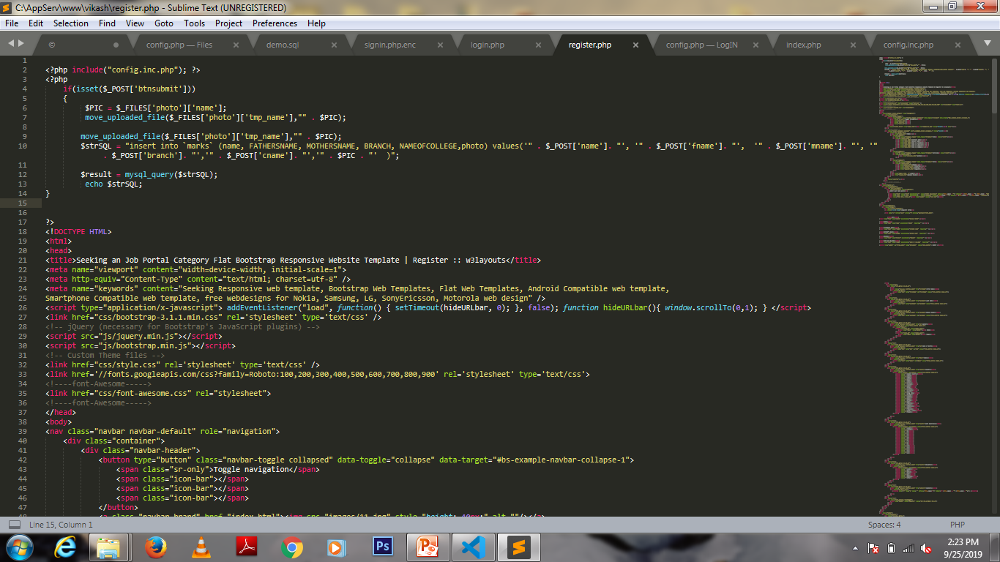 C:\AppServ\www\vikash\register.php - Sublime Text (UNREGISTERED)
File Edit Selection Find View Goto Tools Project Preferences Help
© config.php — Files demo.sql signin.php.enc login.php register.php config.php — LogIN index.php config.inc.php
1
2 <?php include("config.inc.php"); ?>
3 <?php
4 if(isset($_POST['btnsubmit']))
5 {
6 $PIC = $_FILES['photo']['name'];
7 move_uploaded_file($_FILES['photo']['tmp_name'],"" . $PIC);
8
9 move_uploaded_file($_FILES['photo']['tmp_name'],"" . $PIC);
10 $strSQL = "insert into `marks` (name, FATHERSNAME, MOTHERSNAME, BRANCH, NAMEOFCOLLEGE,photo) values('" . $_POST['name']. "', '" . $_POST['fname']. "',  '" . $_POST['mname']. "', '"
. $_POST['branch']. "','" . $_POST['cname']. "','" . $PIC . "'  )";
11
12 $result = mysql_query($strSQL);
13 echo $strSQL;
14 }
15
16
17 ?>
18 <!DOCTYPE HTML>
19 <html>
20 <head>
21 <title>Seeking an Job Portal Category Flat Bootstrap Responsive Website Template | Register :: w3layouts</title>
22 <meta name="viewport" content="width=device-width, initial-scale=1">
23 <meta http-equiv="Content-Type" content="text/html; charset=utf-8" />
24 <meta name="keywords" content="Seeking Responsive web template, Bootstrap Web Templates, Flat Web Templates, Android Compatible web template,
25 Smartphone Compatible web template, free webdesigns for Nokia, Samsung, LG, SonyEricsson, Motorola web design" />
26 <script type="application/x-javascript"> addEventListener("load", function() { setTimeout(hideURLbar, 0); }, false); function hideURLbar(){ window.scrollTo(0,1); } </script>
27 <link href="css/bootstrap-3.1.1.min.css" rel='stylesheet' type='text/css' />
28 <!-- jQuery (necessary for Bootstrap's JavaScript plugins) -->
29 <script src="js/jquery.min.js"></script>
30 <script src="js/bootstrap.min.js"></script>
31 <!-- Custom Theme files -->
32 <link href="css/style.css" rel='stylesheet' type='text/css' />
33 <link href='//fonts.googleapis.com/css?family=Roboto:100,200,300,400,500,600,700,800,900' rel='stylesheet' type='text/css'>
34 <!----font-Awesome----->
35 <link href="css/font-awesome.css" rel="stylesheet">
36 <!----font-Awesome----->
37 </head>
38 <body>
39 <nav class="navbar navbar-default" role="navigation">
40 <div class="container">
41 <div class="navbar-header">
42 <button type="button" class="navbar-toggle collapsed" data-toggle="collapse" data-target="#bs-example-navbar-collapse-1">
43 <span class="sr-only">Toggle navigation</span>
44 <span class="icon-bar"></span>
45 <span class="icon-bar"></span>
46 <span class="icon-bar"></span>
47 </button>
48 <a class="navbar-brand" href="index.html"><img src="images/11.jpg" style="height: 40px;" alt=""/></a>
Line 15, Column 1 Spaces: 4 PHP
Ps
2:23 PM
9/25/2019